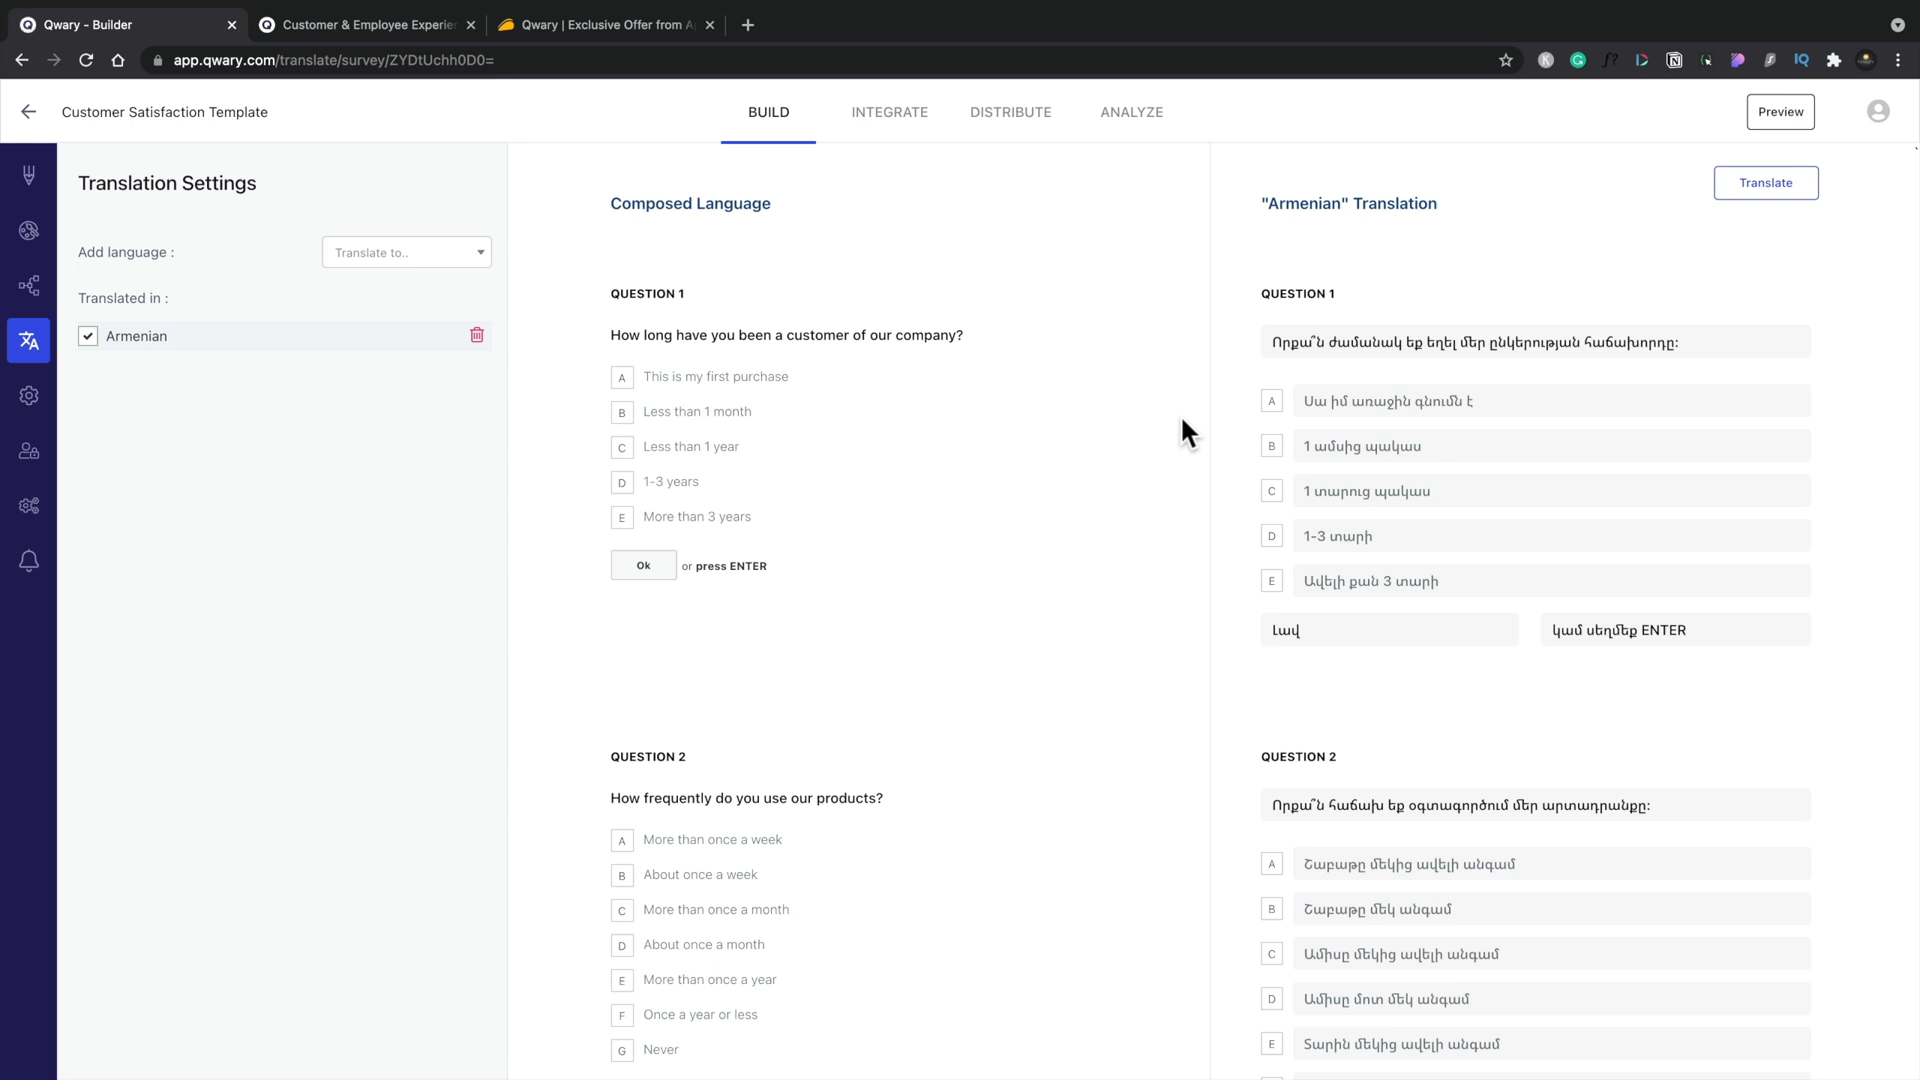 Qwary - Builder
Customer & Employee Experien
Qwary | Exclusive Offer from A
app.qwary.com/translate/survey/ZYDtUchh0D0=
Customer Satisfaction Template
BUILD
INTEGRATE
DISTRIBUTE
ANALYZE
Preview
Translation Settings
Add language :
Translate to..
Translated in :
Armenian
Composed Language
QUESTION 1
How long have you been a customer of our company?
A This is my first purchase
B Less than 1 month
C Less than 1 year
D 1-3 years
E More than 3 years
Ok or press ENTER
QUESTION 2
How frequently do you use our products?
A More than once a week
B About once a week
C More than once a month
D About once a month
E More than once a year
F Once a year or less
G Never
Translate
"Armenian" Translation
QUESTION 1
Որքա՞ն ժամանակ եք եղել մեր ընկերության հաճախորդը:
A Սա իմ առաջին գնումն է
B 1 ամսից պակաս
C 1 տարուց պակաս
D 1-3 տարի
E Ավելի քան 3 տարի
Լավ
կամ սեղմեք ENTER
QUESTION 2
Որքա՞ն հաճախ եք օգտագործում մեր արտադրանքը:
A Շաբաթը մեկից ավելի անգամ
B Շաբաթը մեկ անգամ
C Ամիսը մեկից ավելի անգամ
D Ամիսը մոտ մեկ անգամ
E Տարին մեկից ավելի անգամ